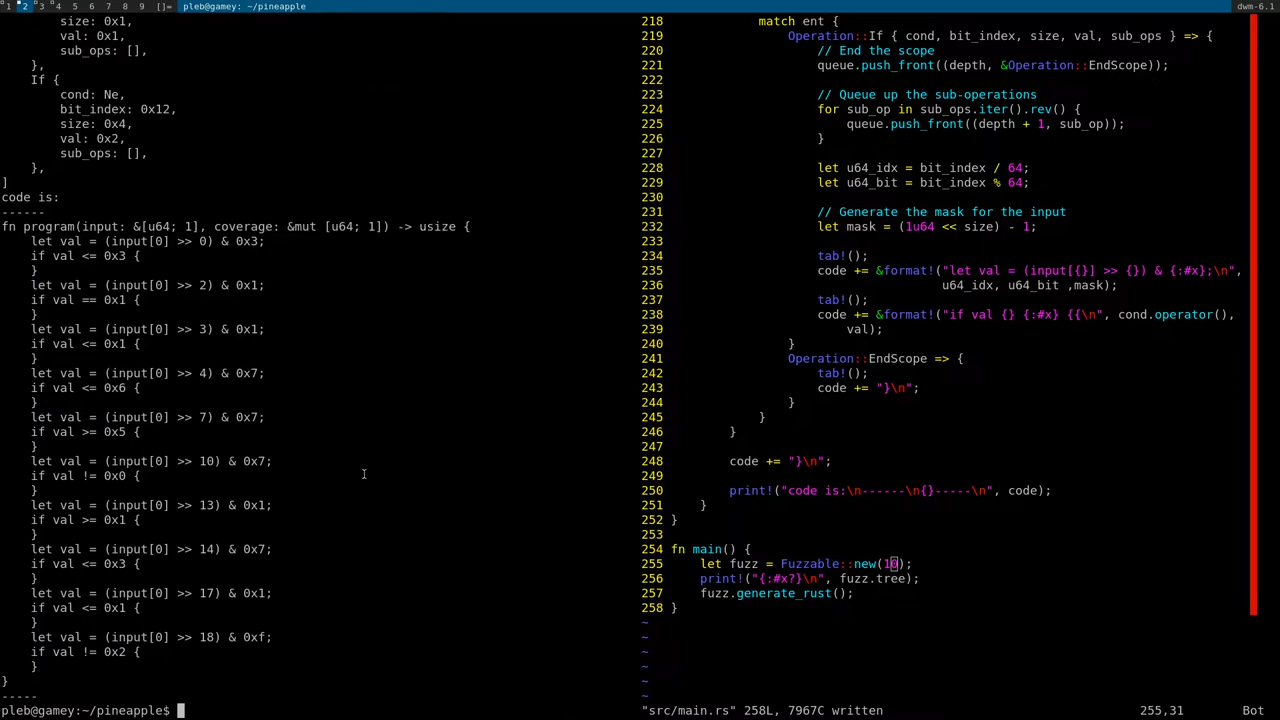 1 2 3 4 5 6 7 8 9 []= pleb@gamey: ~/pineapple dwm-6.1
size: 0x1,
val: 0x1,
sub_ops: [],
},
If {
cond: Ne,
bit_index: 0x12,
size: 0x4,
val: 0x2,
sub_ops: [],
},
]
code is:
------
fn program(input: &[u64; 1], coverage: &mut [u64; 1]) -> usize {
let val = (input[0] >> 0) & 0x3;
if val <= 0x3 {
}
let val = (input[0] >> 2) & 0x1;
if val == 0x1 {
}
let val = (input[0] >> 3) & 0x1;
if val <= 0x1 {
}
let val = (input[0] >> 4) & 0x7;
if val <= 0x6 {
}
let val = (input[0] >> 7) & 0x7;
if val >= 0x5 {
}
let val = (input[0] >> 10) & 0x7;
if val != 0x0 {
}
let val = (input[0] >> 13) & 0x1;
if val >= 0x1 {
}
let val = (input[0] >> 14) & 0x7;
if val <= 0x3 {
}
let val = (input[0] >> 17) & 0x1;
if val <= 0x1 {
}
let val = (input[0] >> 18) & 0xf;
if val != 0x2 {
}
}
-----
pleb@gamey:~/pineapple$
218 match ent {
219 Operation::If { cond, bit_index, size, val, sub_ops } => {
220 // End the scope
221 queue.push_front((depth, &Operation::EndScope));
222
223 // Queue up the sub-operations
224 for sub_op in sub_ops.iter().rev() {
225 queue.push_front((depth + 1, sub_op));
226 }
227
228 let u64_idx = bit_index / 64;
229 let u64_bit = bit_index % 64;
230
231 // Generate the mask for the input
232 let mask = (1u64 << size) - 1;
233
234 tab!();
235 code += &format!("let val = (input[{}] >> {}) & {:#x};\n",
236 u64_idx, u64_bit ,mask);
237 tab!();
238 code += &format!("if val {} {:#x} {{\n", cond.operator(),
239 val);
240 }
241 Operation::EndScope => {
242 tab!();
243 code += "}\n";
244 }
245 }
246 }
247
248 code += "}\n";
249
250 print!("code is:\n------\n{}-----\n", code);
251 }
252 }
253
254 fn main() {
255 let fuzz = Fuzzable::new(10);
256 print!("{:#x?}\n", fuzz.tree);
257 fuzz.generate_rust();
258 }
~
~
~
~
~
~
"src/main.rs" 258L, 7967C written 255,31 Bot